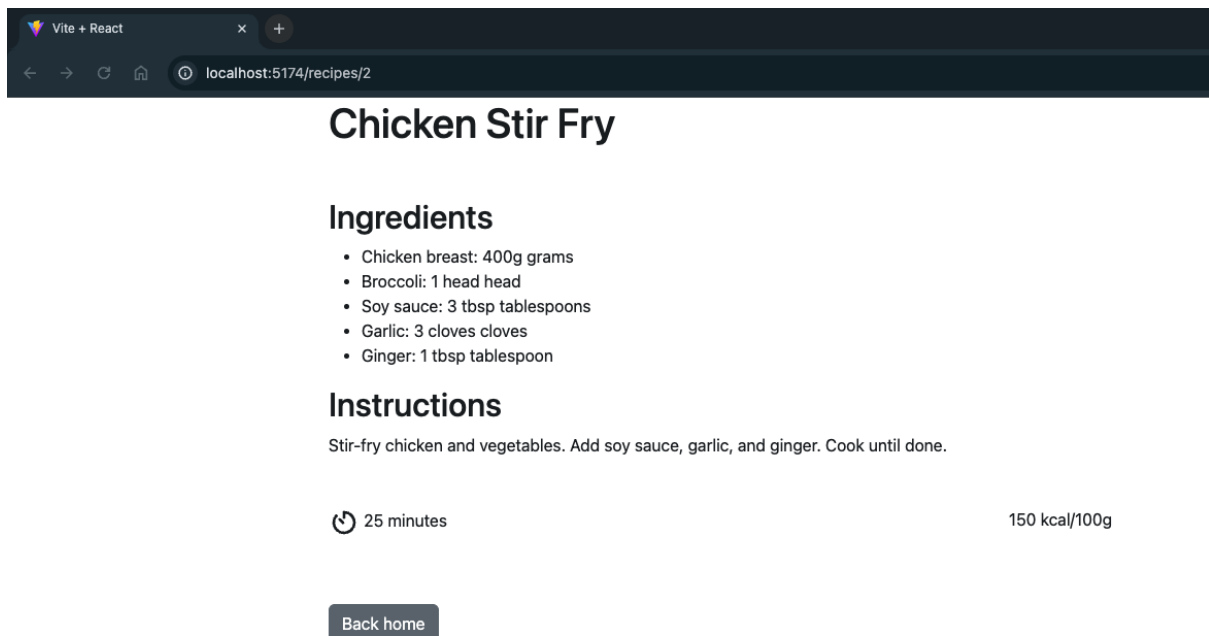 Vite + React
localhost:5174/recipes/2
Chicken Stir Fry
Ingredients
• Chicken breast: 400g grams
• Broccoli: 1 head head
• Soy sauce: 3 tbsp tablespoons
• Garlic: 3 cloves cloves
• Ginger: 1 tbsp tablespoon
Instructions
Stir-fry chicken and vegetables. Add soy sauce, garlic, and ginger. Cook until done.
25 minutes 150 kcal/100g
Back home